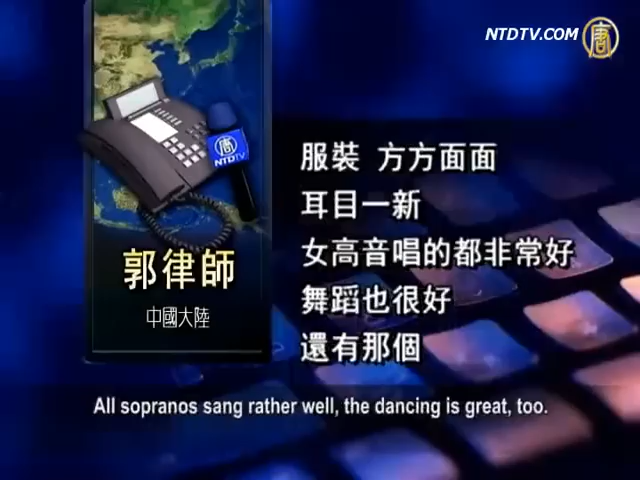 NTDTV.COM
唐
唐
NTDTV
郭律師
中國大陸
服裝 方方面面
耳目一新
女高音唱的都非常好
舞蹈也很好
還有那個
All sopranos sang rather well, the dancing is great, too.